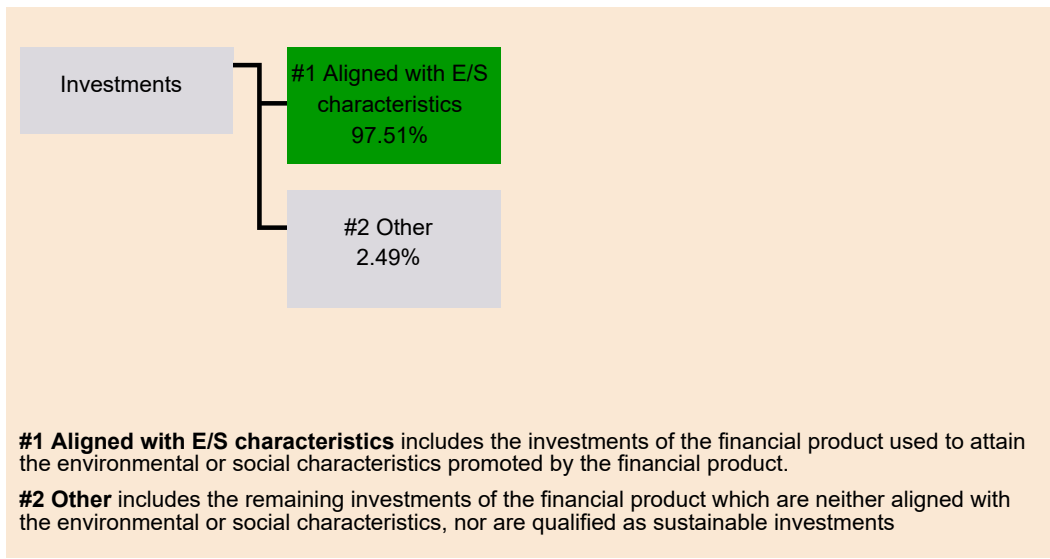 Investments
#1 Aligned with E/S
characteristics
97.51%
#2 Other
2.49%
#1 Aligned with E/S characteristics includes the investments of the financial product used to attain
the environmental or social characteristics promoted by the financial product.
#2 Other includes the remaining investments of the financial product which are neither aligned with
the environmental or social characteristics, nor are qualified as sustainable investments